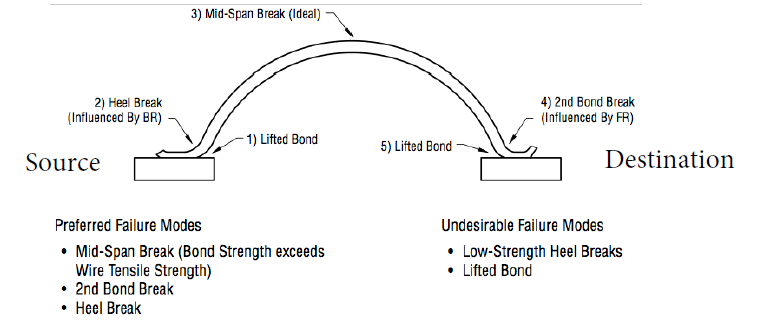 3) Mid-Span Break (Ideal)
2) Heel Break
(Influenced By BR)
4) 2nd Bond Break
(Influenced By FR)
1) Lifted Bond
5) Lifted Bond
Source
Destination
Preferred Failure Modes
• Mid-Span Break (Bond Strength exceeds
Wire Tensile Strength)
• 2nd Bond Break
• Heel Break
Undesirable Failure Modes
• Low-Strength Heel Breaks
• Lifted Bond